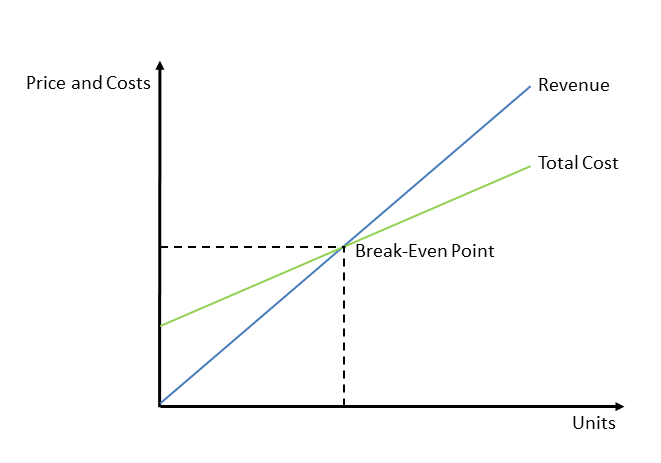 Price and Costs
Revenue
Total Cost
Break-Even Point
Units